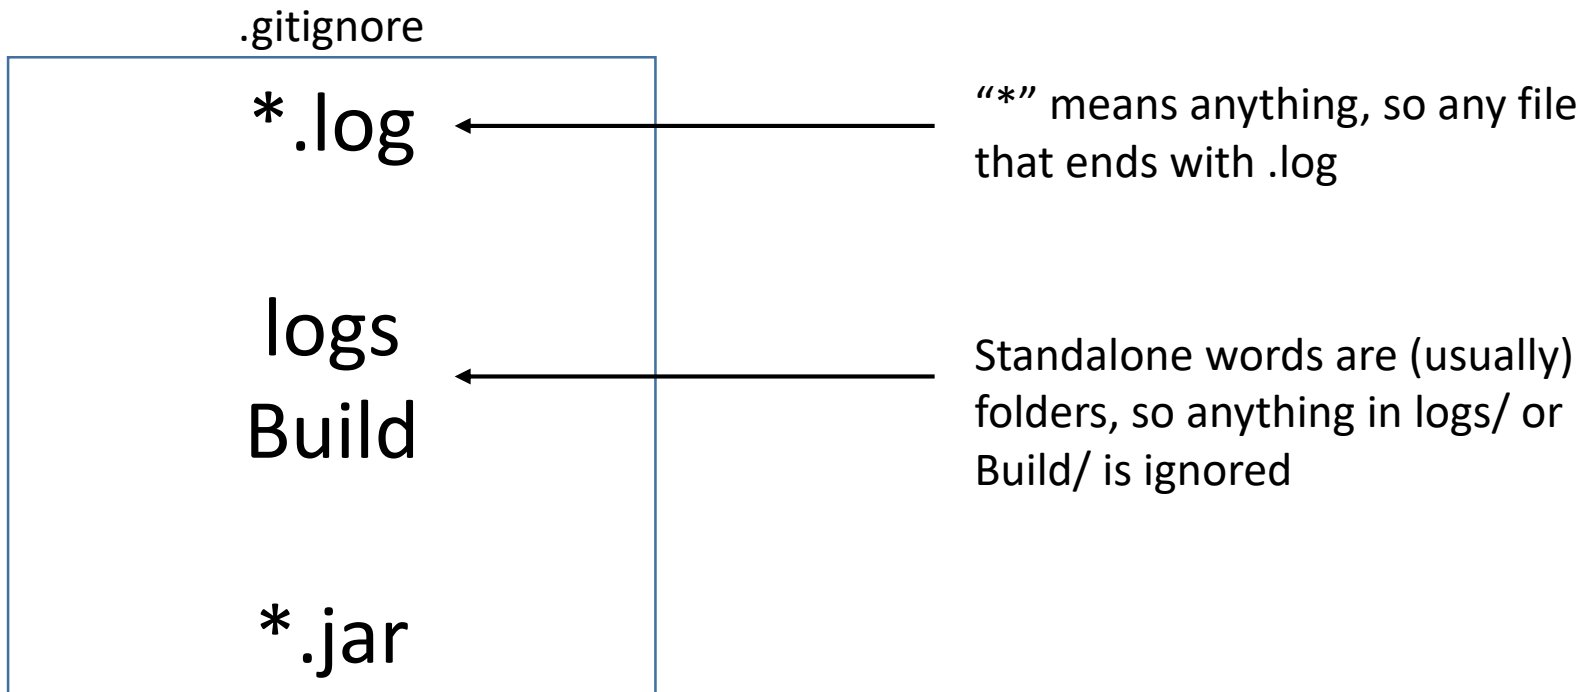 .gitignore
*.log
“*” means anything, so any file
that ends with .log
logs
Build
Standalone words are (usually)
folders, so anything in logs/ or
Build/ is ignored
*.jar